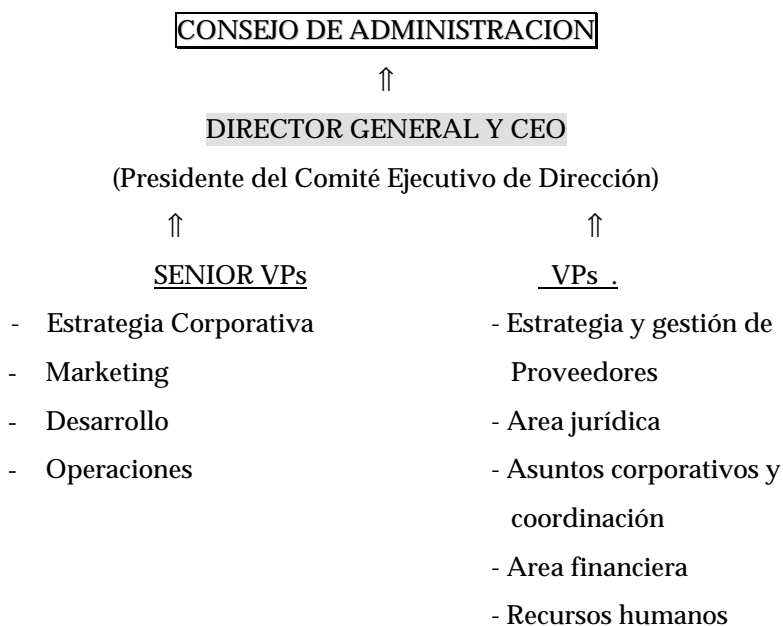 CONSEJO DE ADMINISTRACION
⇑
DIRECTOR GENERAL Y CEO
(Presidente del Comité Ejecutivo de Dirección)
⇑ ⇑
SENIOR VPs
- Estrategia Corporativa
- Marketing
- Desarrollo
- Operaciones
VPs .
- Estrategia y gestión de
Proveedores
- Area jurídica
- Asuntos corporativos y
coordinación
- Area financiera
- Recursos humanos